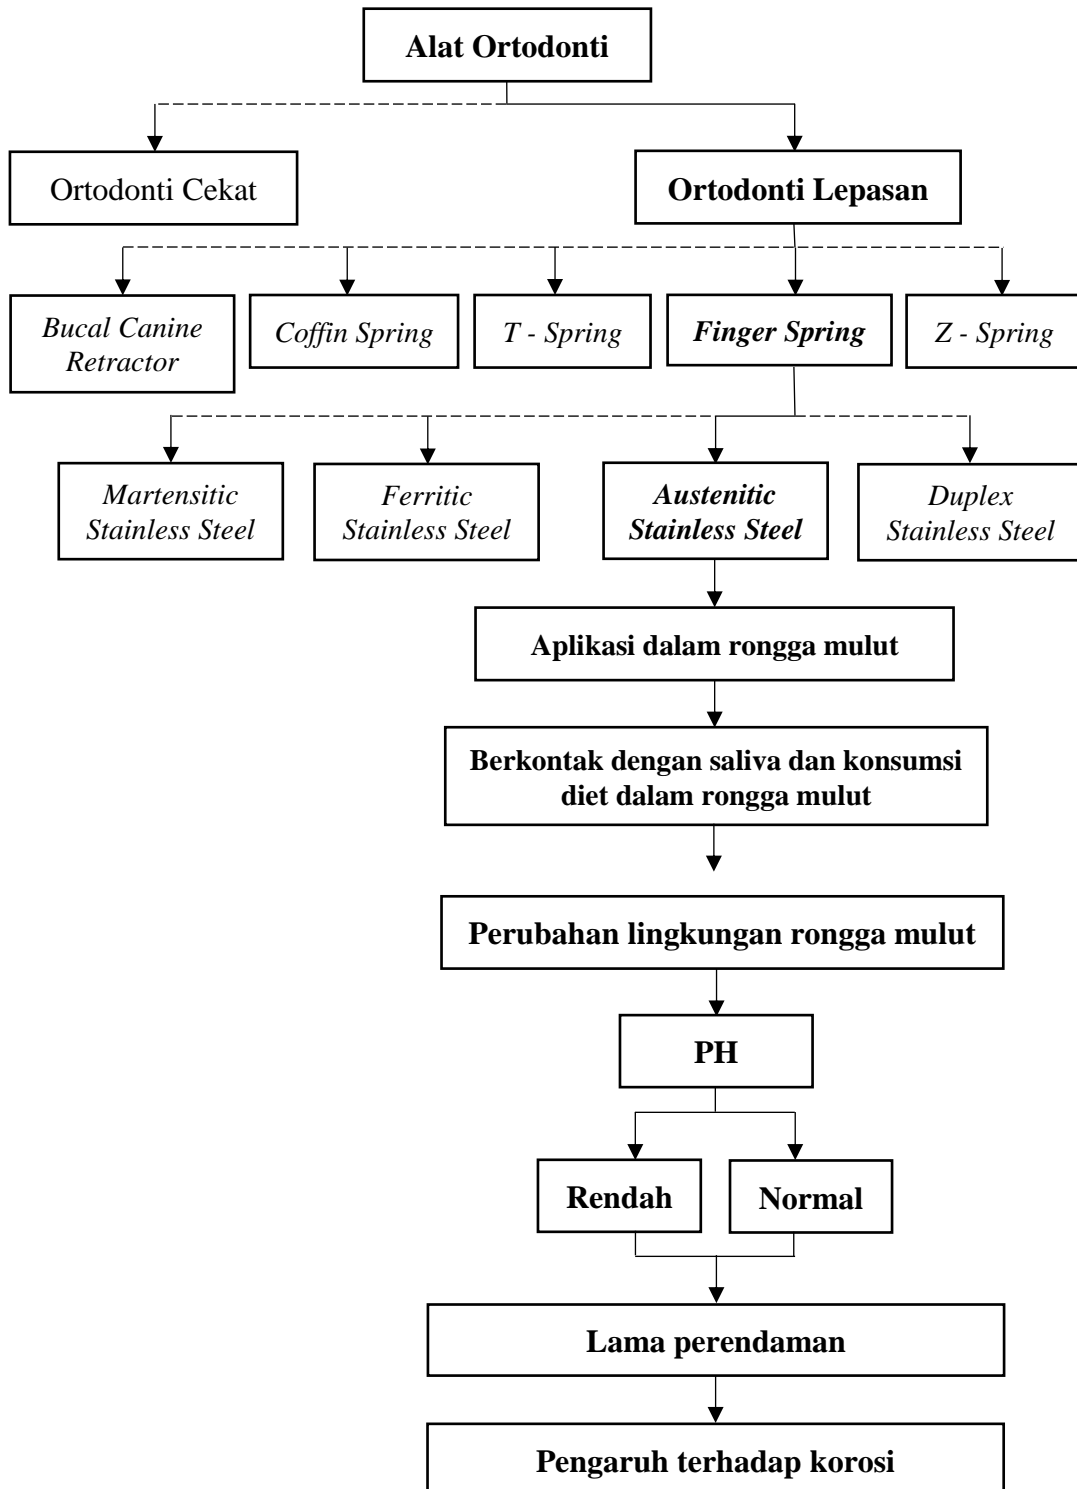 Alat Ortodonti
Ortodonti Cekat
Ortodonti Lepasan
Bucal Canine
Retractor
Coffin Spring
T - Spring
Finger Spring
Z - Spring
Martensitic
Stainless Steel
Ferritic
Stainless Steel
Austenitic
Stainless Steel
Duplex
Stainless Steel
Aplikasi dalam rongga mulut
Berkontak dengan saliva dan konsumsi
diet dalam rongga mulut
Perubahan lingkungan rongga mulut
PH
Rendah
Normal
Lama perendaman
Pengaruh terhadap korosi